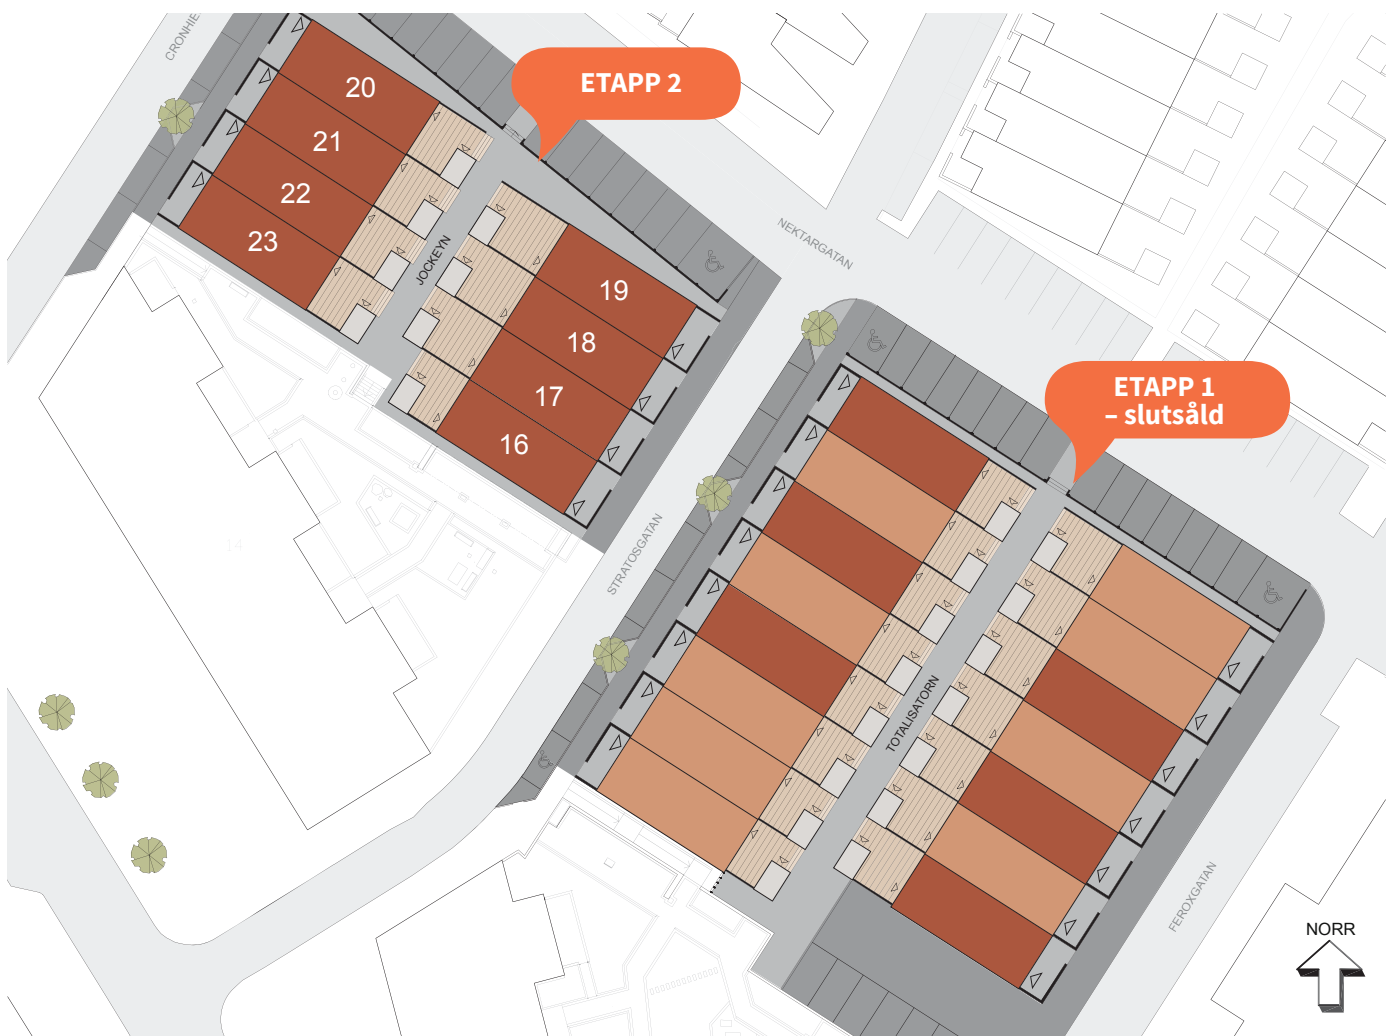 CRONHIE
ETAPP 2
20
21
22
23
JOCKEYN
19
18
17
16
NEKTARGATAN
ETAPP 1
– slutsåld
STRATOSGATAN
14
TOTALISATORN
FEROXGATAN
NORR